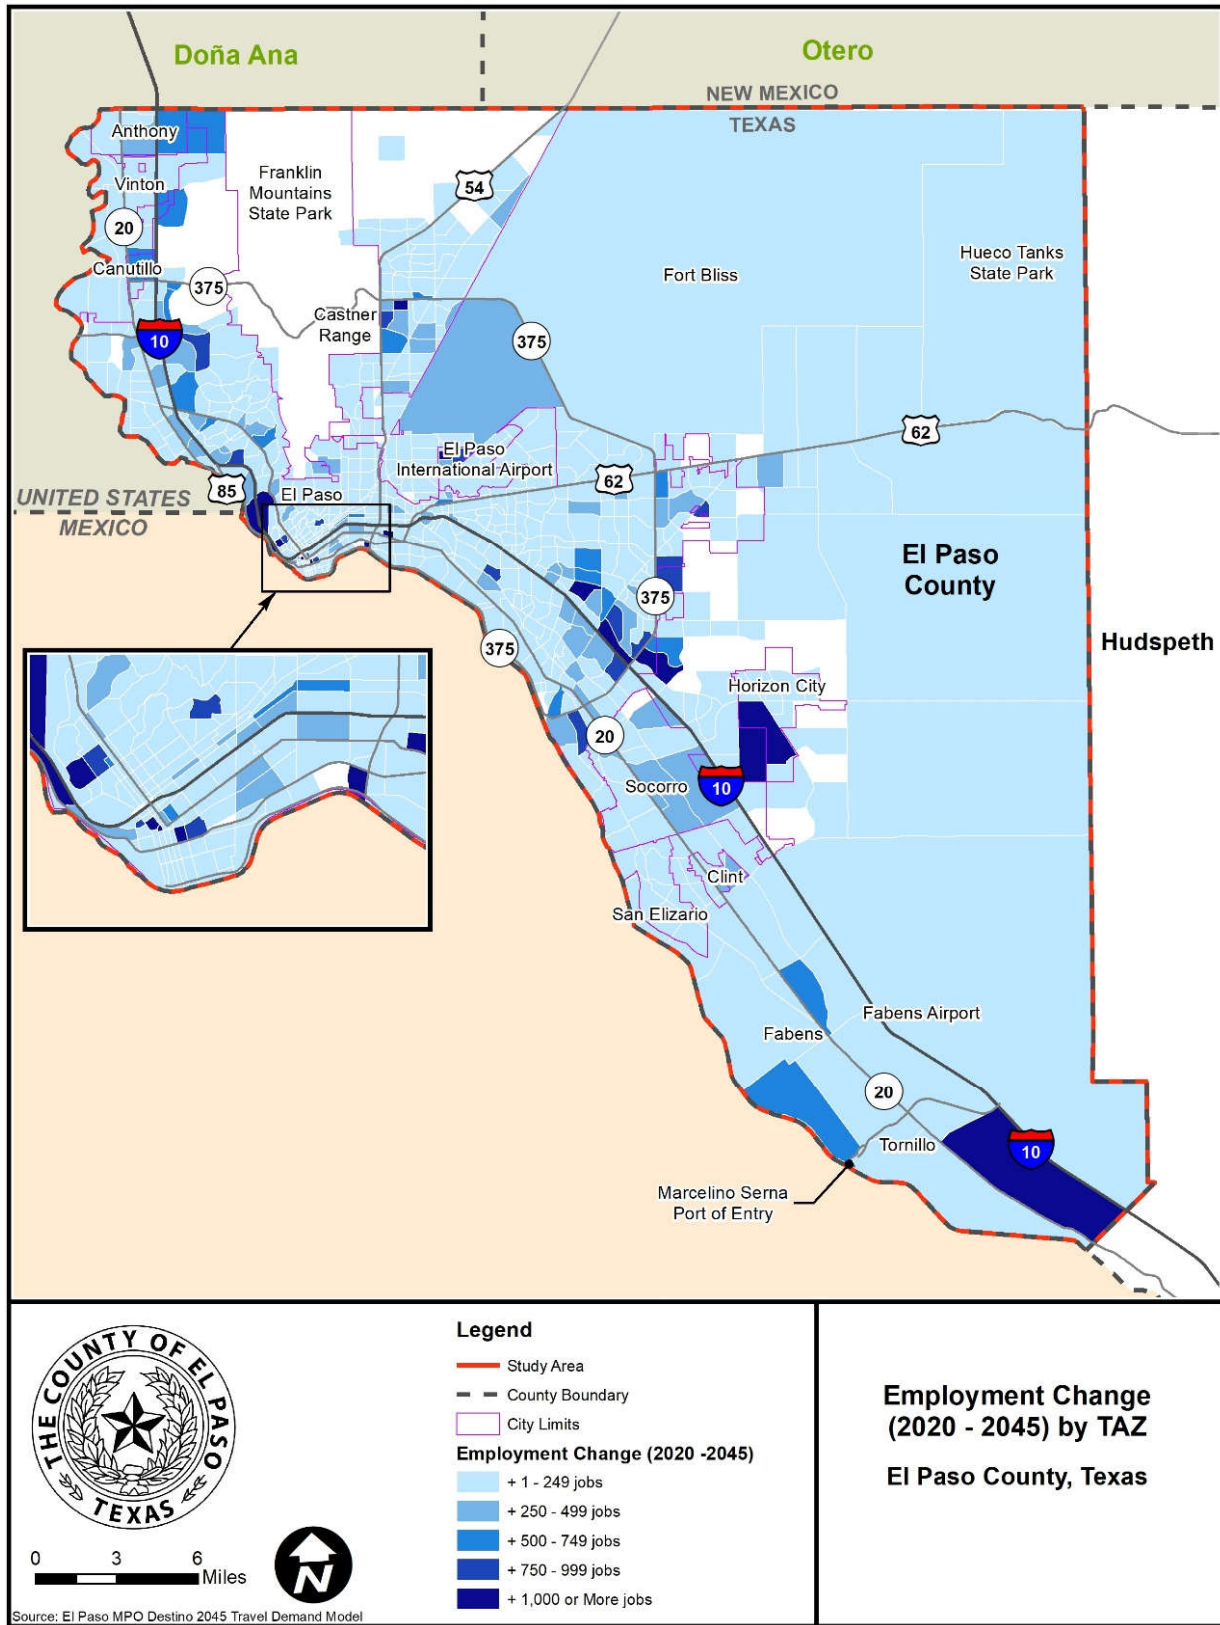 Doña Ana
Otero
NEW MEXICO
TEXAS
Anthony
Vinton
Franklin
Mountains
State Park
54
20
Canutillo
375
Castner
Range
10
375
Fort Bliss
Hueco Tanks
State Park
62
El Paso
International Airport
62
85
El Paso
UNITED STATES
MEXICO
El Paso
County
375
375
Hudspeth
Horizon City
20
Socorro
10
Clint
San Elizario
Fabens Airport
Fabens
20
Tornillo
10
Marcelino Serna
Port of Entry
THE COUNTY OF EL PASO
TEXAS
0 3 6
Miles
N
Source: El Paso MPO Destino 2045 Travel Demand Model
Legend
Study Area
County Boundary
City Limits
Employment Change (2020 -2045)
+ 1 - 249 jobs
+ 250 - 499 jobs
+ 500 - 749 jobs
+ 750 - 999 jobs
+ 1,000 or More jobs
Employment Change
(2020 - 2045) by TAZ
El Paso County, Texas